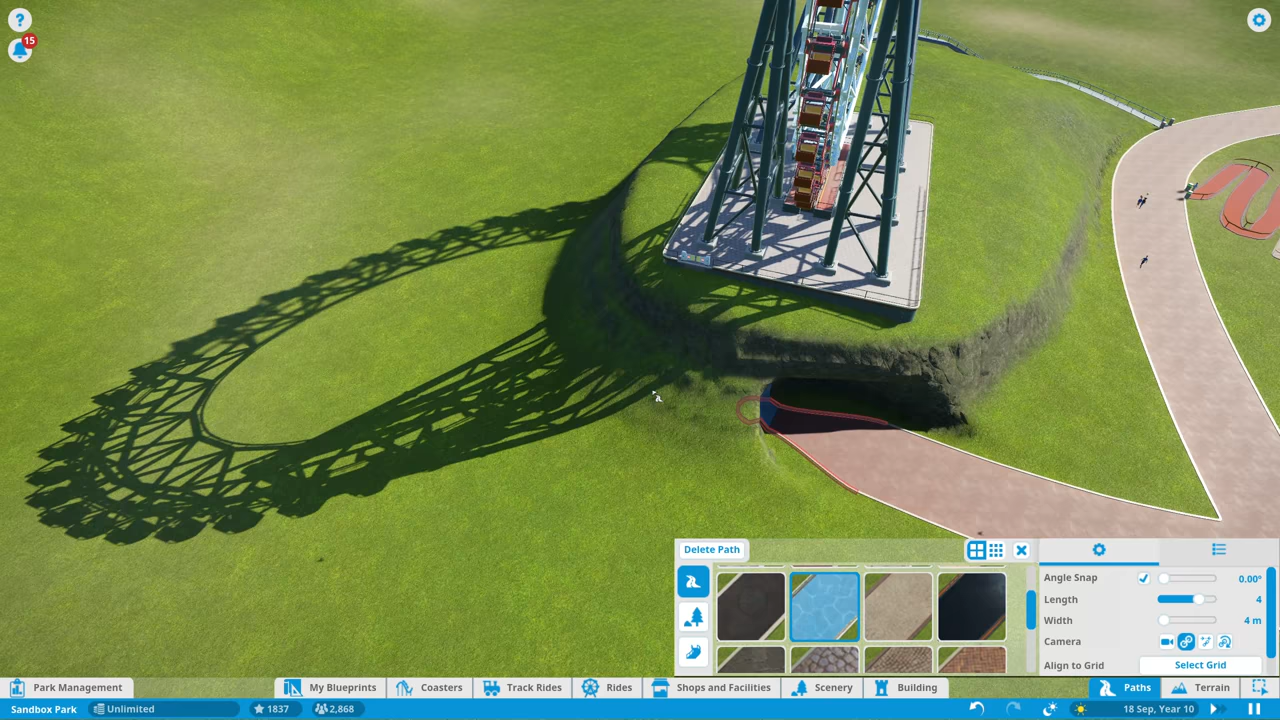 ?
15
Delete Path
Angle Snap 0.00°
Length 4
Width 4 m
Camera
Align to Grid Select Grid
Park Management My Blueprints Coasters Track Rides Rides Shops and Facilities Scenery Building Paths Terrain
Sandbox Park Unlimited 1837 2,868 18 Sep, Year 10